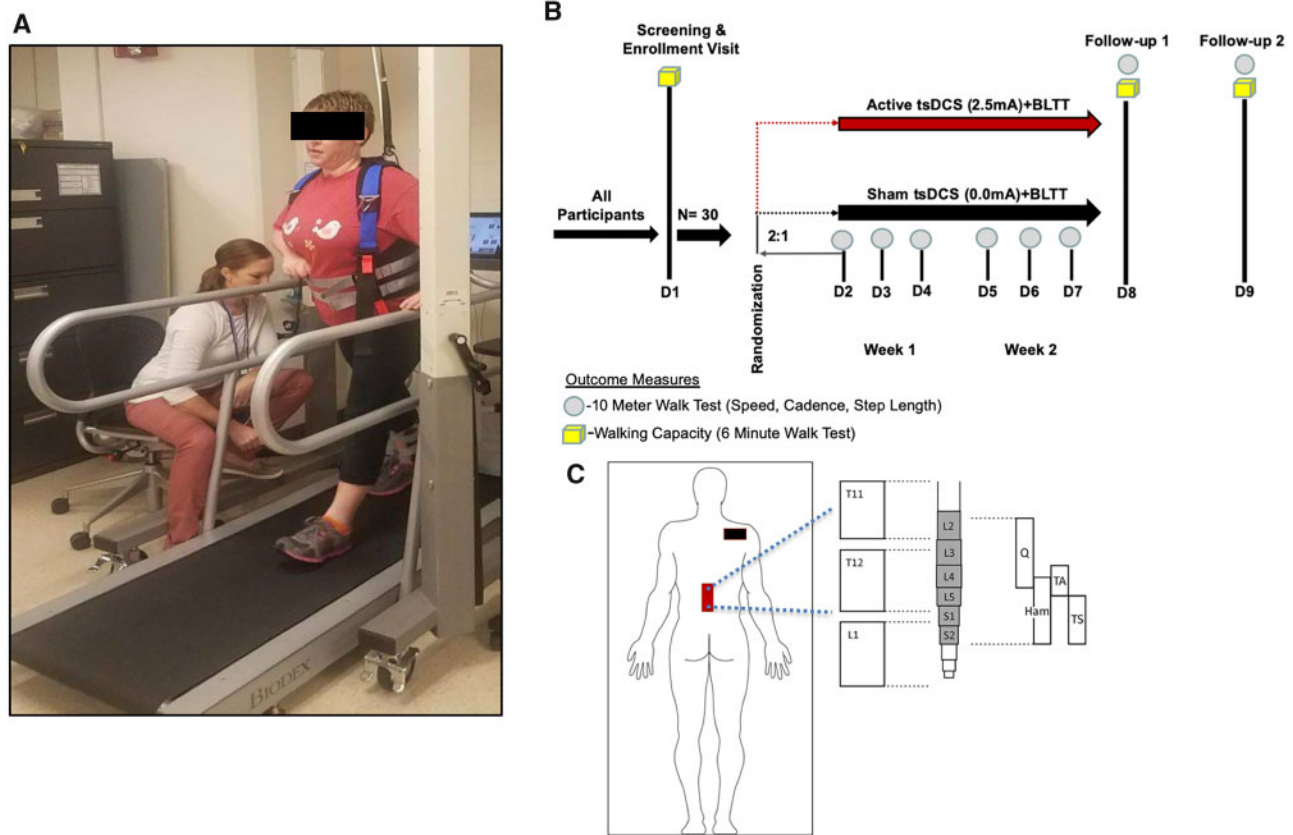 A
BIODEX
B
Screening &
Enrollment Visit
Follow-up 1
Follow-up 2
Active tsDCS (2.5mA)+BLTT
All
Participants
N= 30
Sham tsDCS (0.0mA)+BLTT
2:1
Randomization
D1
D2
D3
D4
D5
D6
D7
D8
D9
Week 1
Week 2
Outcome Measures
-10 Meter Walk Test (Speed, Cadence, Step Length)
-Walking Capacity (6 Minute Walk Test)
C
T11
T12
L1
L2
L3
L4
L5
S1
S2
Q
TA
Ham
TS